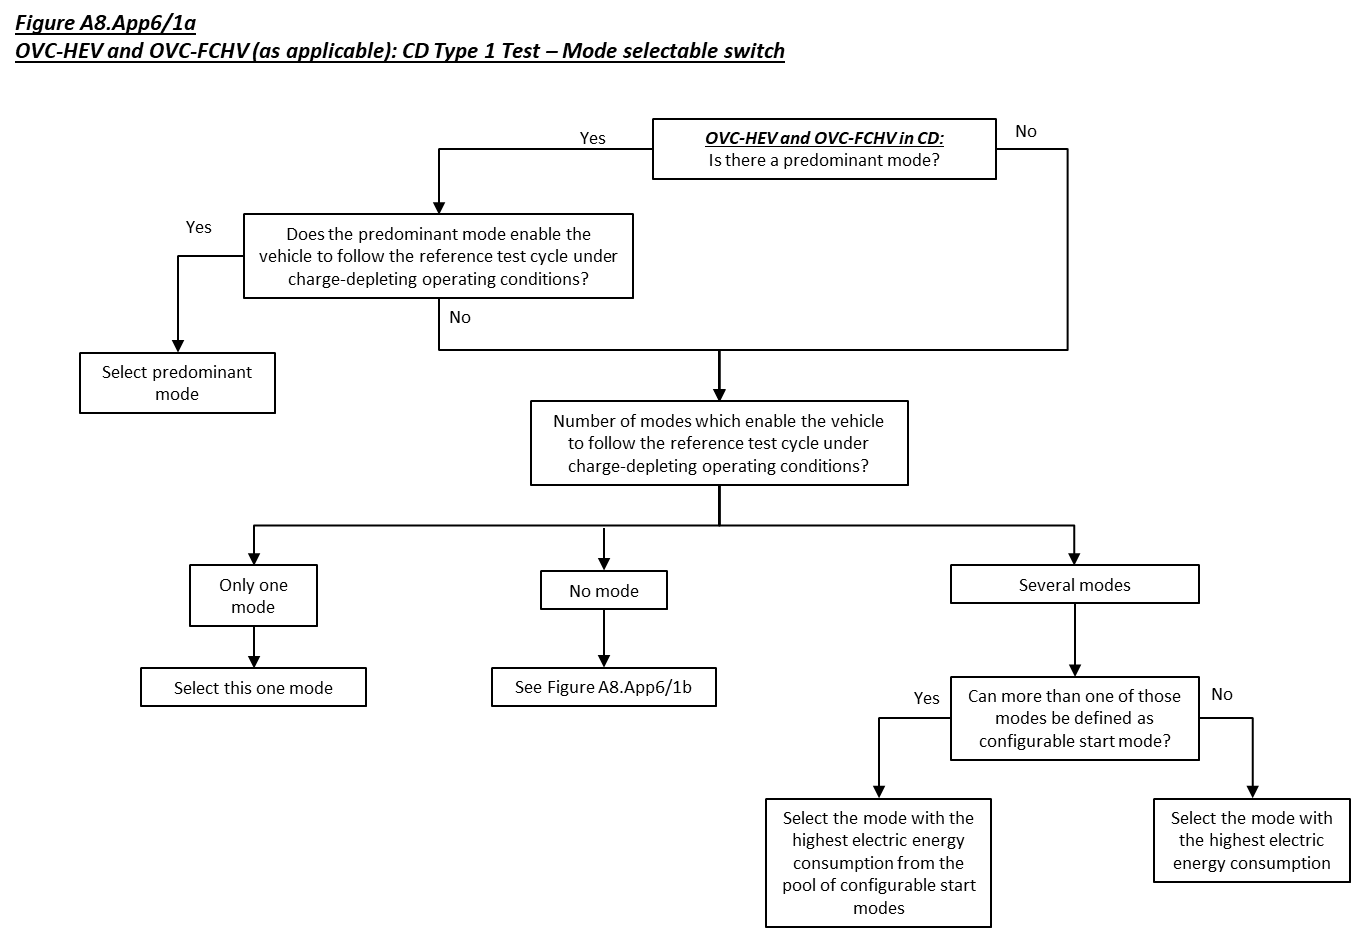 Figure A8.App6/1a
OVC-HEV and OVC-FCHV (as applicable): CD Type 1 Test – Mode selectable switch
OVC-HEV and OVC-FCHV in CD:
Is there a predominant mode?
Yes
No
Does the predominant mode enable the
vehicle to follow the reference test cycle under
charge-depleting operating conditions?
Yes
No
Select predominant
mode
Number of modes which enable the vehicle
to follow the reference test cycle under
charge-depleting operating conditions?
Only one
mode
No mode
Several modes
Select this one mode
See Figure A8.App6/1b
Can more than one of those
modes be defined as
configurable start mode?
Yes
No
Select the mode with the
highest electric energy
consumption from the
pool of configurable start
modes
Select the mode with
the highest electric
energy consumption